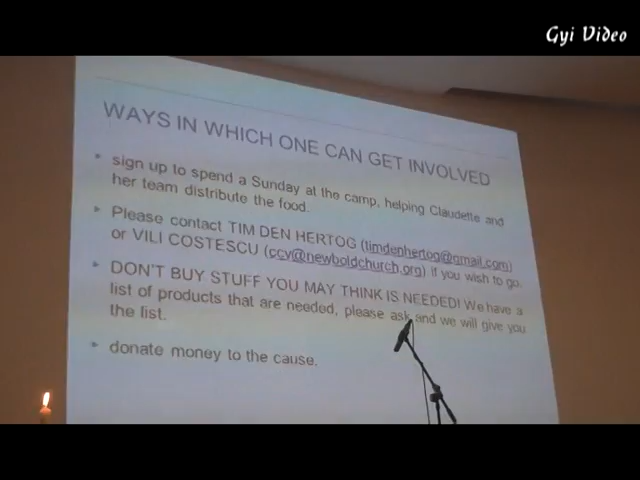 Gyi Video
WAYS IN WHICH ONE CAN GET INVOLVED
sign up to spend a Sunday at the camp, helping Claudette and
her team distribute the food.
Please contact TIM DEN HERTOG (timdenhertog@gmail.com)
or VILI COSTESCU (ccv@newboldchurch.org) if you wish to go.
DON'T BUY STUFF YOU MAY THINK IS NEEDED! We have a
list of products that are needed, please ask and we will give you
the list.
donate money to the cause.